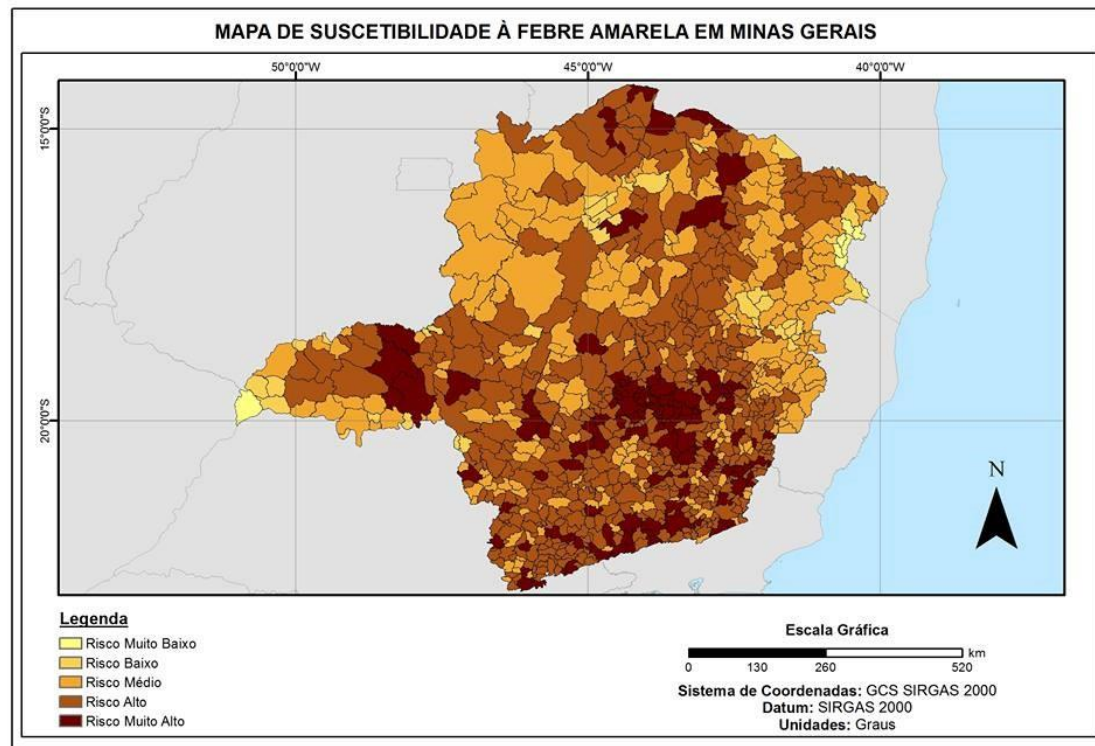 MAPA DE SUSCETIBILIDADE À FEBRE AMARELA EM MINAS GERAIS
50°0'0"W 45°0'0"W 40°0'0"W
15°0'0"S
20°0'0"S
N
Legenda
Risco Muito Baixo
Risco Baixo
Risco Médio
Risco Alto
Risco Muito Alto
Escala Gráfica
km
0 130 260 520
Sistema de Coordenadas: GCS SIRGAS 2000
Datum: SIRGAS 2000
Unidades: Graus